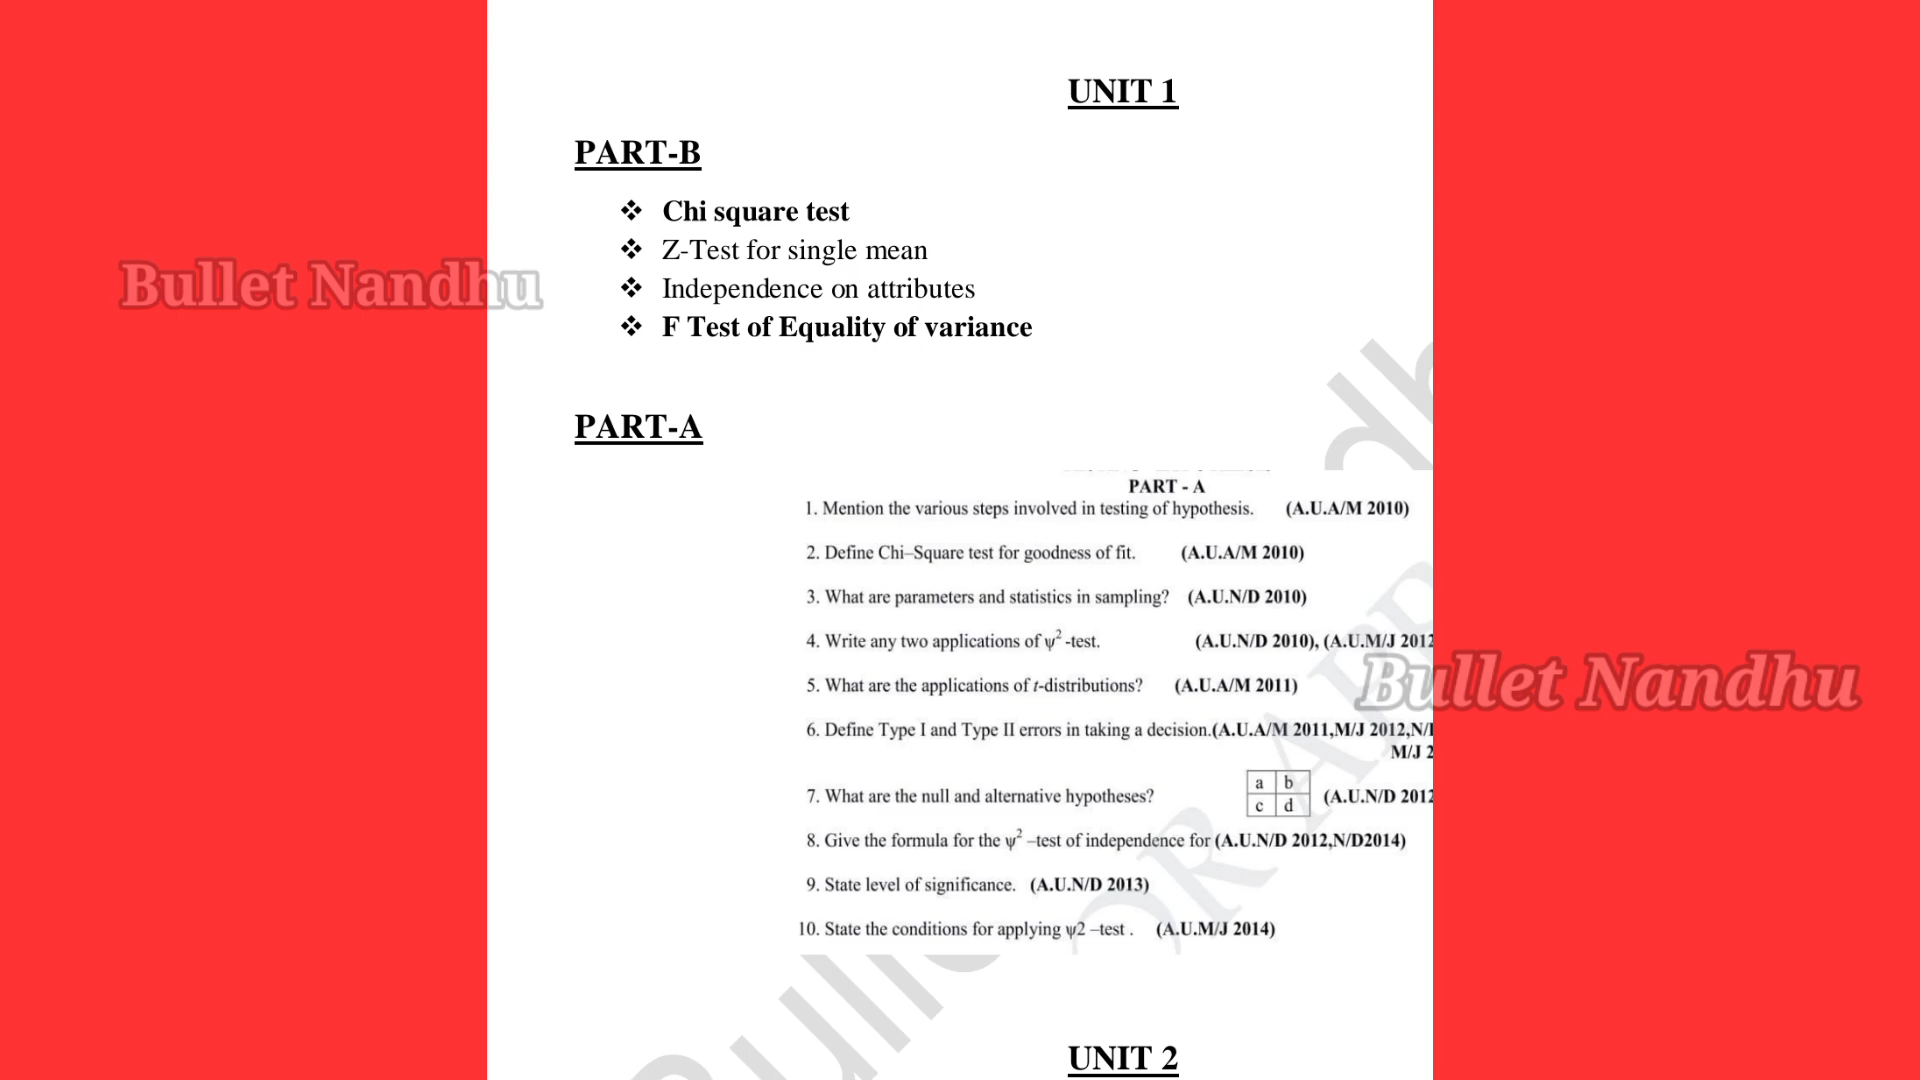 UNIT 1
PART-B
❖ Chi square test
❖ Z-Test for single mean
❖ Independence on attributes
❖ F Test of Equality of variance
Bullet Nandhu
PART-A
PART - A
1. Mention the various steps involved in testing of hypothesis. (A.U.A/M 2010)
2. Define Chi–Square test for goodness of fit. (A.U.A/M 2010)
3. What are parameters and statistics in sampling? (A.U.N/D 2010)
4. Write any two applications of ψ² -test. (A.U.N/D 2010), (A.U.M/J 2012
5. What are the applications of t-distributions? (A.U.A/M 2011)
Bullet Nandhu
6. Define Type I and Type II errors in taking a decision.(A.U.A/M 2011,M/J 2012,N/
M/J 2
a b
7. What are the null and alternative hypotheses? (A.U.N/D 2012
c d
8. Give the formula for the ψ² –test of independence for (A.U.N/D 2012,N/D2014)
9. State level of significance. (A.U.N/D 2013)
10. State the conditions for applying ψ2 –test . (A.U.M/J 2014)
UNIT 2